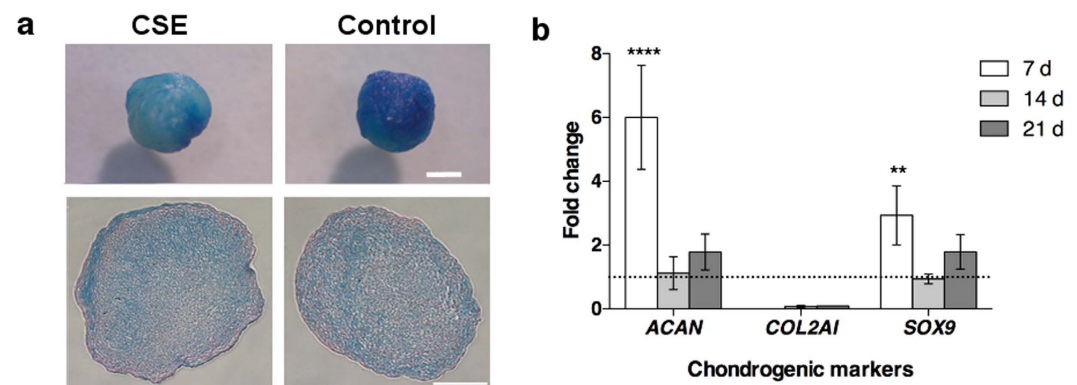 a
CSE Control
b
8
6
4
2
0
Fold change
****
**
7 d
14 d
21 d
ACAN COL2AI SOX9
Chondrogenic markers